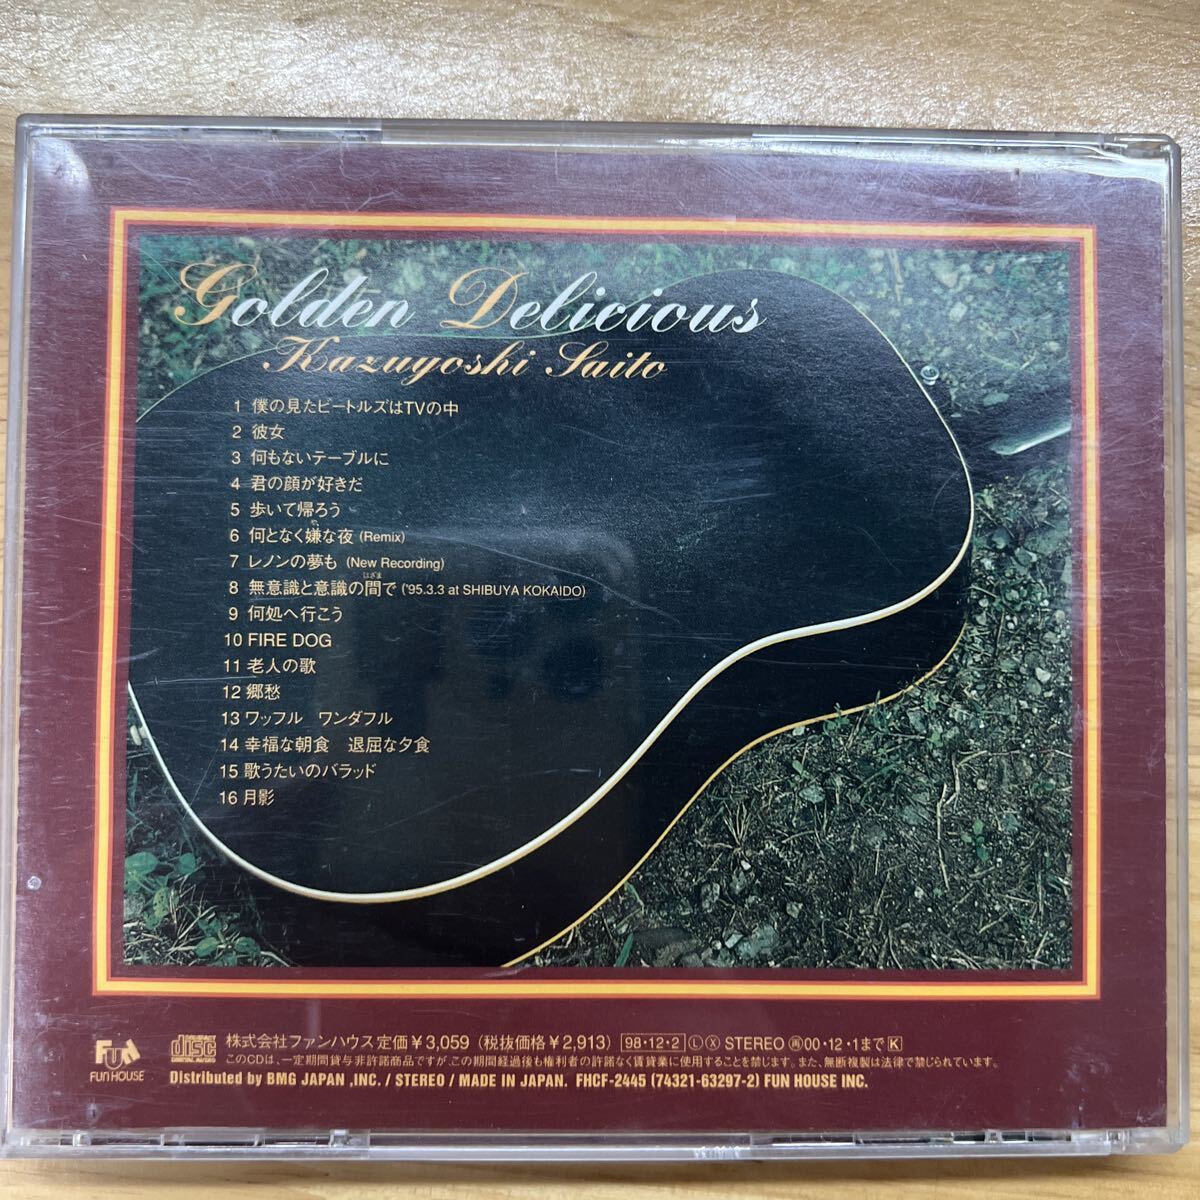 Golden Delicious
Kazuyoshi Saito
1 僕の見たビートルズはTVの中
2 彼女
3 何もないテーブルに
4 君の顔が好きだ
5 歩いて帰ろう
や
6 何となく嫌な夜 (Remix)
7 レノンの夢も (New Recording)
はざま
8 無意識と意識の間で ('95.3.3 at SHIBUYA KOKAIDO)
9 何処へ行こう
10 FIRE DOG
11 老人の歌
12 郷愁
13 ワッフル ワンダフル
14 幸福な朝食 退屈な夕食
15 歌うたいのバラッド
16 月影
Fun
FUN HOUSE
COMPACT
disc
DIGITAL AUDIO
株式会社ファンハウス定価¥3,059 (税抜価格¥2,913) 98・12・2 Ⓛ Ⓧ STEREO ㊞00・12・1まで K
このCDは、一定期間貸与非許諾商品ですが、この期間経過後も権利者の許諾なく賃貸業に使用することを禁じます。また、無断複製は法律で禁じられています。
Distributed by BMG JAPAN ,INC. / STEREO / MADE IN JAPAN. FHCF-2445 (74321-63297-2) FUN HOUSE INC.